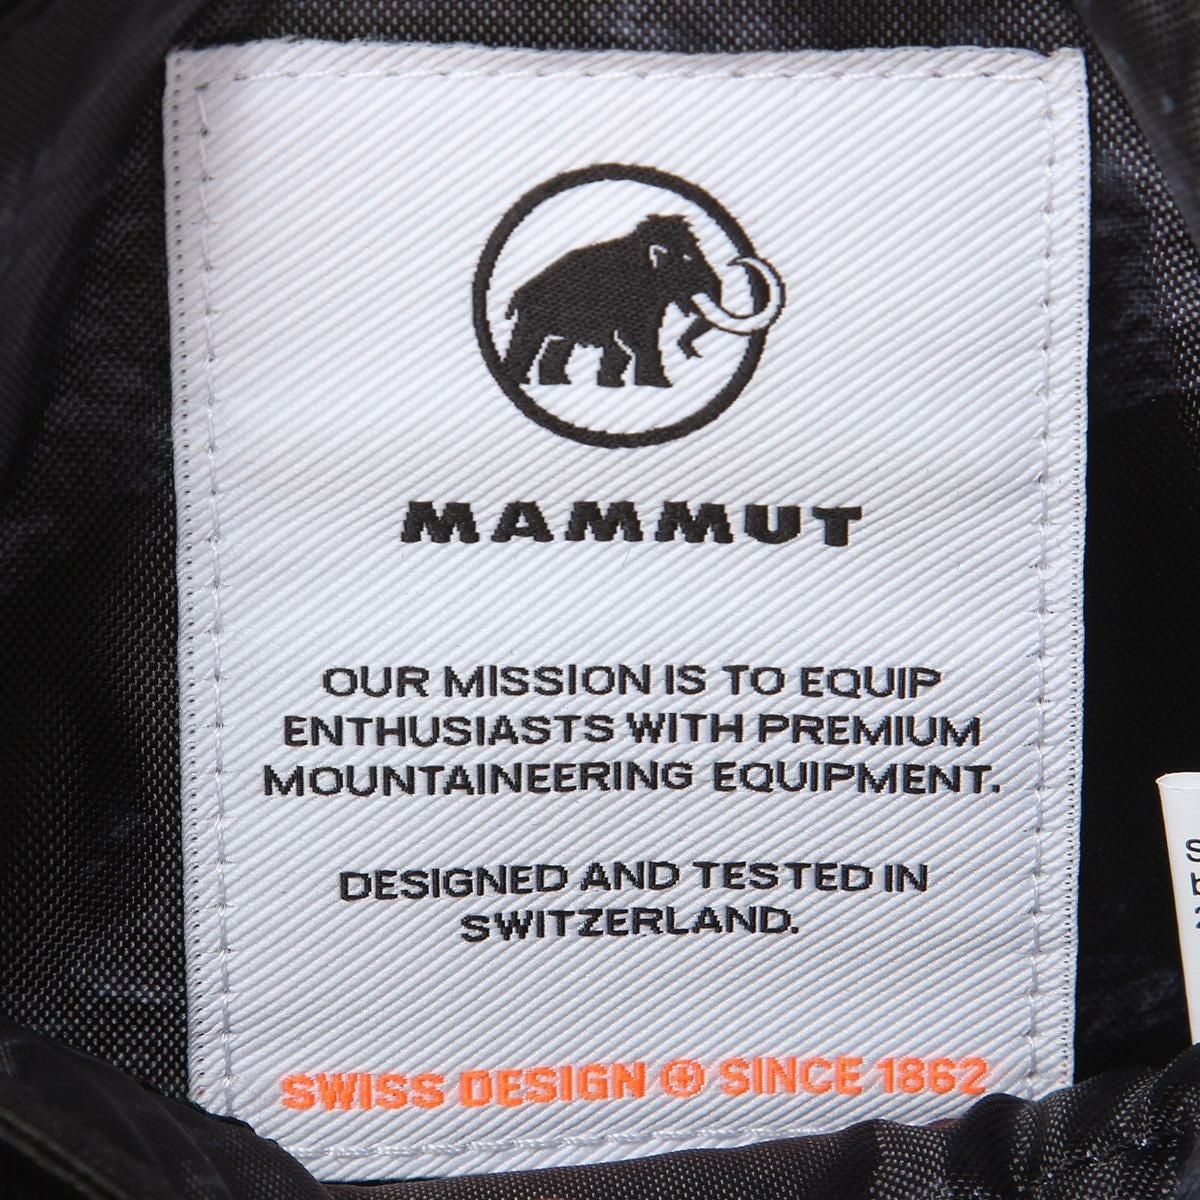 MAMMUT
OUR MISSION IS TO EQUIP
ENTHUSIASTS WITH PREMIUM
MOUNTAINEERING EQUIPMENT.
DESIGNED AND TESTED IN
SWITZERLAND.
SWISS DESIGN SINCE 1862